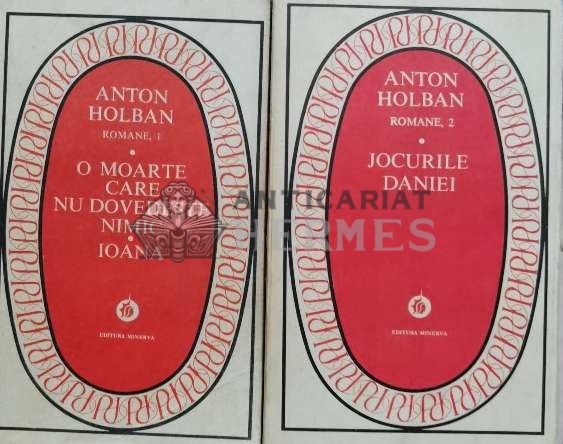 ANTON
HOLBAN
ROMANE, 1
O MOARTE
CARE
NU DOVEDEȘTE
NIMIC
IOANA
EDITURA MINERVA
ANTON
HOLBAN
ROMANE, 2
JOCURILE
DANIEI
EDITURA MINERVA
ANTICARIAT
HERMES